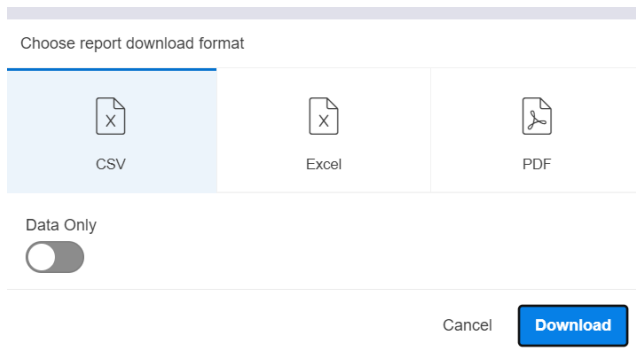 Choose report download format
CSV
Excel
PDF
Data Only
Cancel
Download